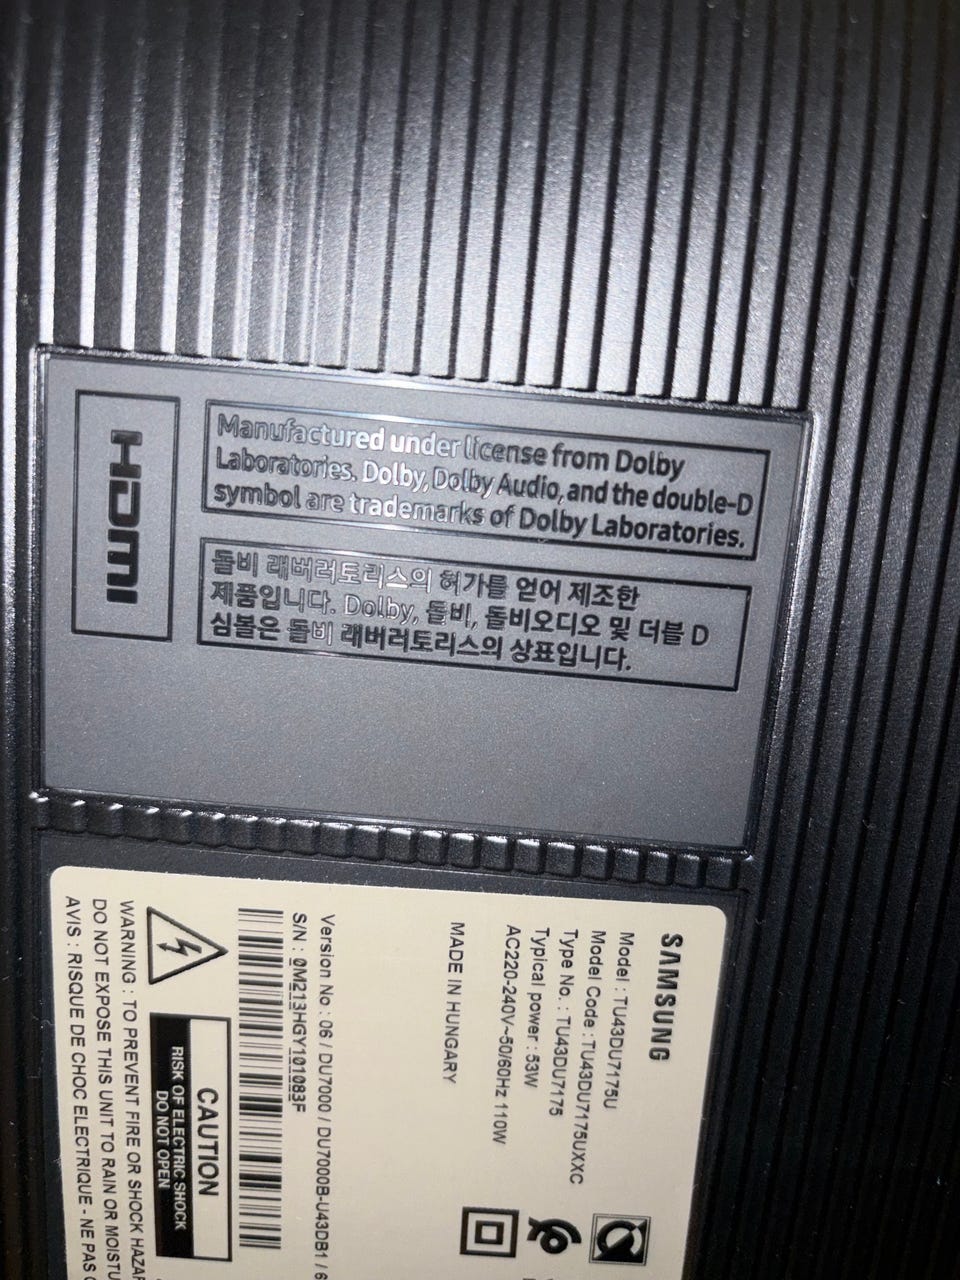 HDMI
Manufactured under license from Dolby
Laboratories. Dolby, Dolby Audio, and the double-D
symbol are trademarks of Dolby Laboratories.
돌비 래버러토리스의 허가를 얻어 제조한
제품입니다. Dolby, 돌비, 돌비오디오 및 더블 D
심볼은 돌비 래버러토리스의 상표입니다.
SAMSUNG
Model : TU43DU7175U
Model Code : TU43DU7175UXXC
Type No. : TU43DU7175
Typical power : 53W
AC220-240V~50/60Hz 110W
MADE IN HUNGARY
Version No : 06 / DU7000 / DU7000B-U43DB1 / 6
S/N : 0M213HGY101083F
CAUTION
RISK OF ELECTRIC SHOCK
DO NOT OPEN
WARNING : TO PREVENT FIRE OR SHOCK HAZAR
DO NOT EXPOSE THIS UNIT TO RAIN OR MOISTU
AVIS : RISQUE DE CHOC ELECTRIQUE - NE PAS